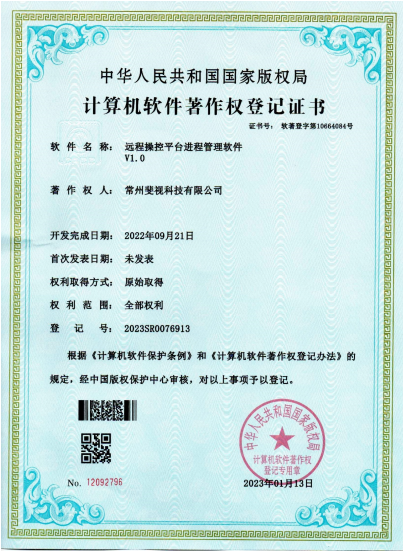 中华人民共和国国家版权局
计算机软件著作权登记证书
证书号： 软著登字第10664084号
软件名称： 远程操控平台进程管理软件
V1.0
著作权人： 常州斐视科技有限公司
开发完成日期： 2022年09月21日
首次发表日期： 未发表
权利取得方式： 原始取得
权利范围： 全部权利
登记号： 2023SR0076913
根据《计算机软件保护条例》和《计算机软件著作权登记办法》的
规定，经中国版权保护中心审核，对以上事项予以登记。
中华人民共和国国家版权局
计算机软件著作权
登记专用章
No. 12092796
2023年01月13日